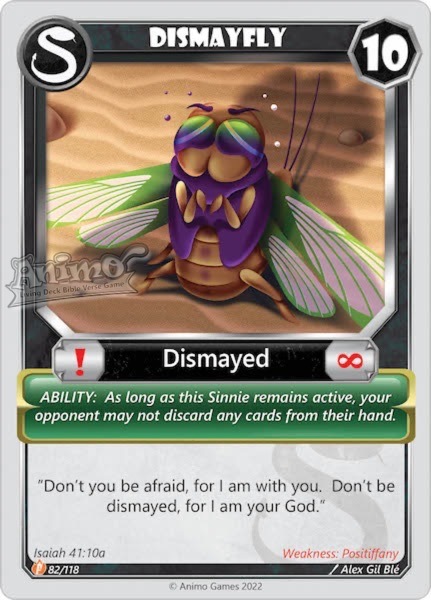 S
DISMAYFLY
10
Animo
Living Deck Bible Verse Game
!
Dismayed
∞
ABILITY: As long as this Sinnie remains active, your
opponent may not discard any cards from their hand.
"Don't you be afraid, for I am with you. Don't be
dismayed, for I am your God."
Isaiah 41:10a
Weakness: Positiffany
82/118
Alex Gil Blé
© Animo Games 2022